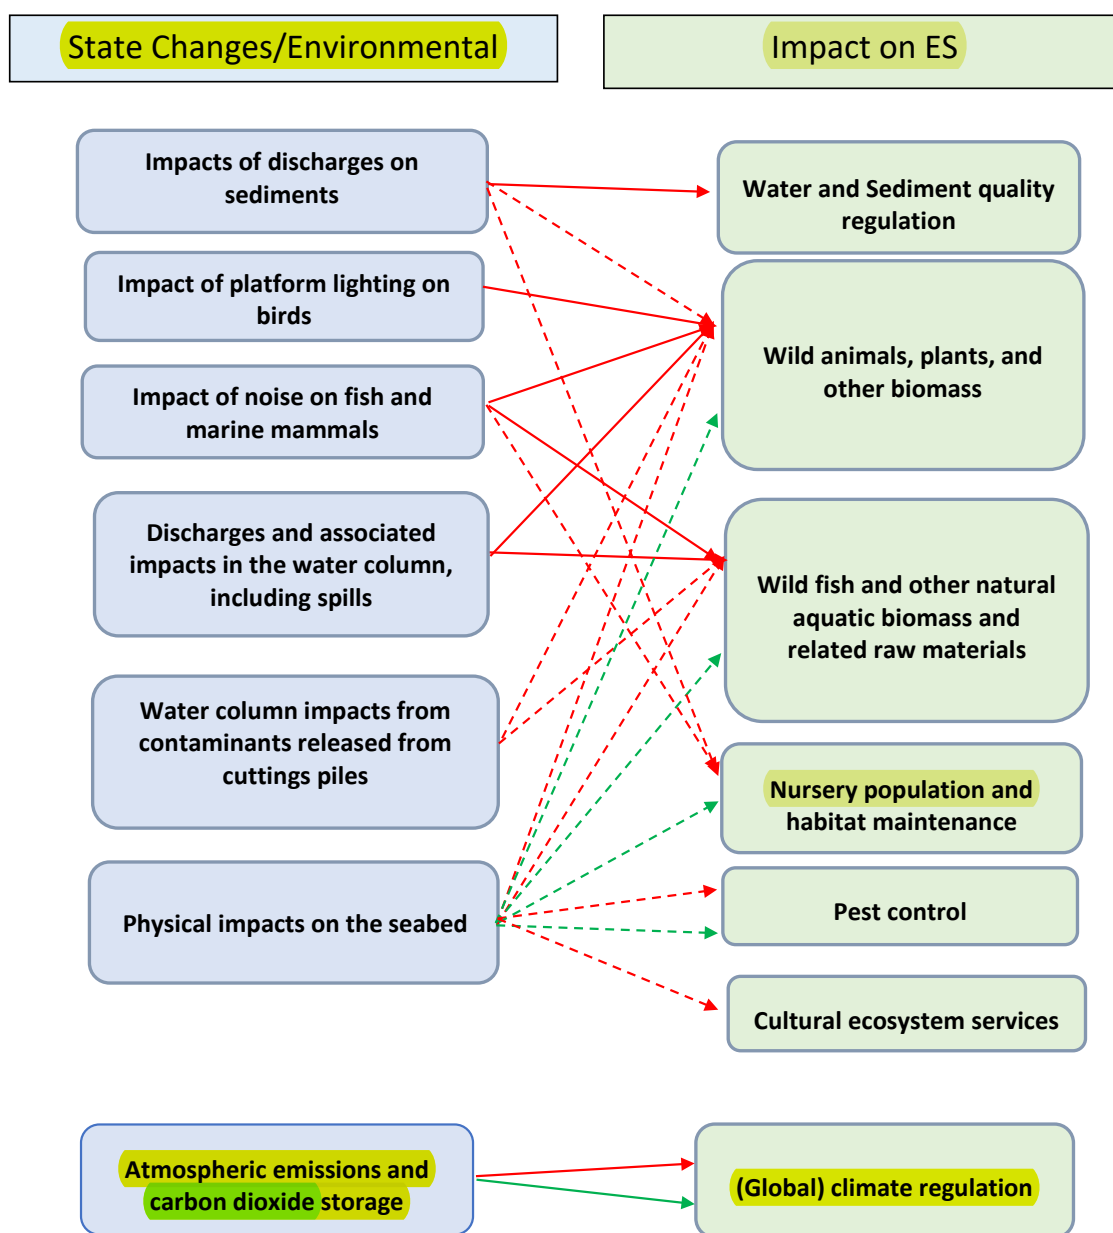 State Changes/Environmental
Impact on ES
Impacts of discharges on
sediments
Water and Sediment quality
regulation
Impact of platform lighting on
birds
Wild animals, plants, and
other biomass
Impact of noise on fish and
marine mammals
Discharges and associated
impacts in the water column,
including spills
Wild fish and other natural
aquatic biomass and
related raw materials
Water column impacts from
contaminants released from
cuttings piles
Nursery population and
habitat maintenance
Physical impacts on the seabed
Pest control
Cultural ecosystem services
Atmospheric emissions and
carbon dioxide storage
(Global) climate regulation